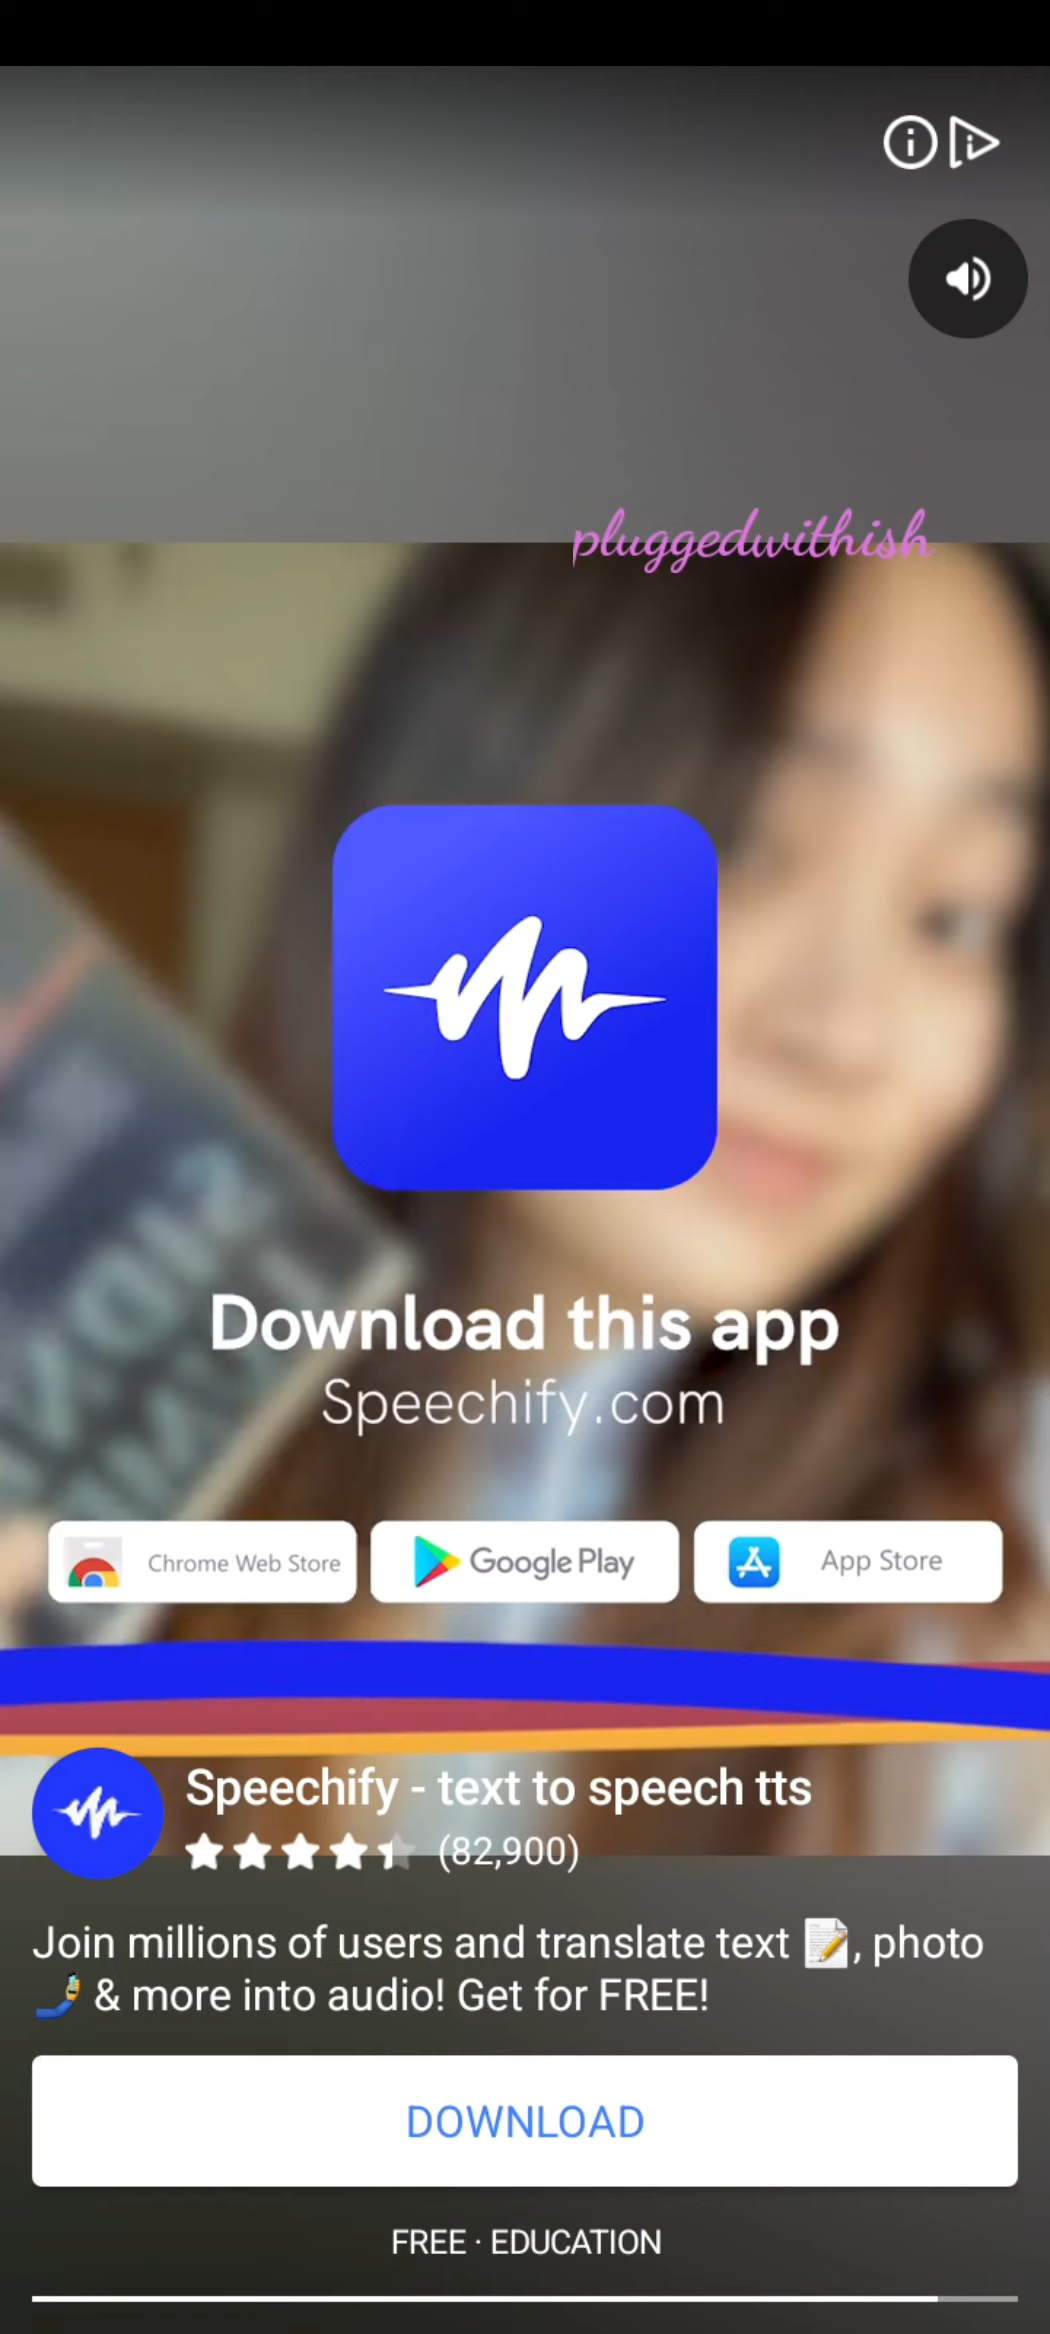 pluggedwithish
Download this app
Speechify.com
Chrome Web Store
Google Play
App Store
Speechify - text to speech tts
(82,900)
Join millions of users and translate text 📝, photo
🤳 & more into audio! Get for FREE!
DOWNLOAD
FREE · EDUCATION